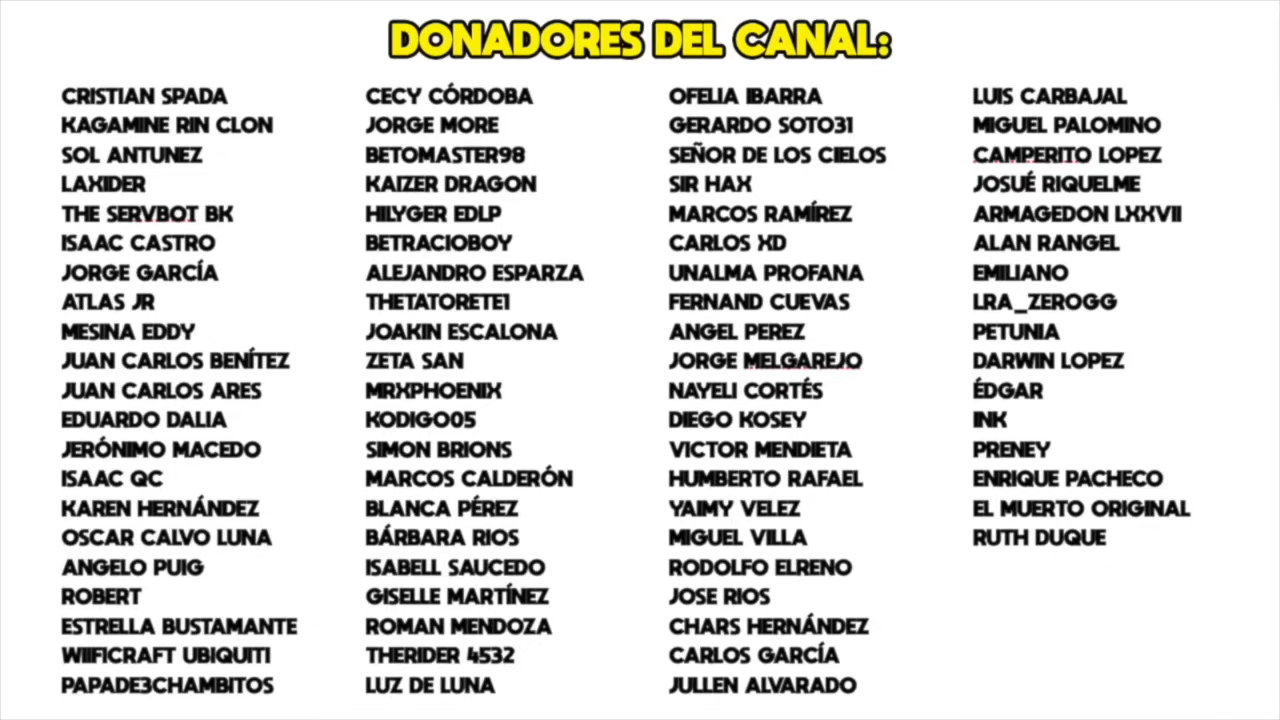 DONADORES DEL CANAL:
CRISTIAN SPADA
KAGAMINE RIN CLON
SOL ANTUNEZ
LAXIDER
THE SERVBOT BK
ISAAC CASTRO
JORGE GARCÍA
ATLAS JR
MESINA EDDY
JUAN CARLOS BENÍTEZ
JUAN CARLOS ARES
EDUARDO DALIA
JERÓNIMO MACEDO
ISAAC QC
KAREN HERNÁNDEZ
OSCAR CALVO LUNA
ANGELO PUIG
ROBERT
ESTRELLA BUSTAMANTE
WIIFICRAFT UBIQUITI
PAPADE3CHAMBITOS
CECY CÓRDOBA
JORGE MORE
BETOMASTER98
KAIZER DRAGON
HILYGER EDLP
BETRACIOBOY
ALEJANDRO ESPARZA
THETATORETE1
JOAKIN ESCALONA
ZETA SAN
MRXPHOENIX
KODIGO05
SIMON BRIONS
MARCOS CALDERÓN
BLANCA PÉREZ
BÁRBARA RIOS
ISABELL SAUCEDO
GISELLE MARTÍNEZ
ROMAN MENDOZA
THERIDER 4532
LUZ DE LUNA
OFELIA IBARRA
GERARDO SOTO31
SEÑOR DE LOS CIELOS
SIR HAX
MARCOS RAMÍREZ
CARLOS XD
UNALMA PROFANA
FERNAND CUEVAS
ANGEL PEREZ
JORGE MELGAREJO
NAYELI CORTÉS
DIEGO KOSEY
VICTOR MENDIETA
HUMBERTO RAFAEL
YAIMY VELEZ
MIGUEL VILLA
RODOLFO ELRENO
JOSE RIOS
CHARS HERNÁNDEZ
CARLOS GARCÍA
JULLEN ALVARADO
LUIS CARBAJAL
MIGUEL PALOMINO
CAMPERITO LOPEZ
JOSUÉ RIQUELME
ARMAGEDON LXXVII
ALAN RANGEL
EMILIANO
LRA_ZEROGG
PETUNIA
DARWIN LOPEZ
ÉDGAR
INK
PRENEY
ENRIQUE PACHECO
EL MUERTO ORIGINAL
RUTH DUQUE